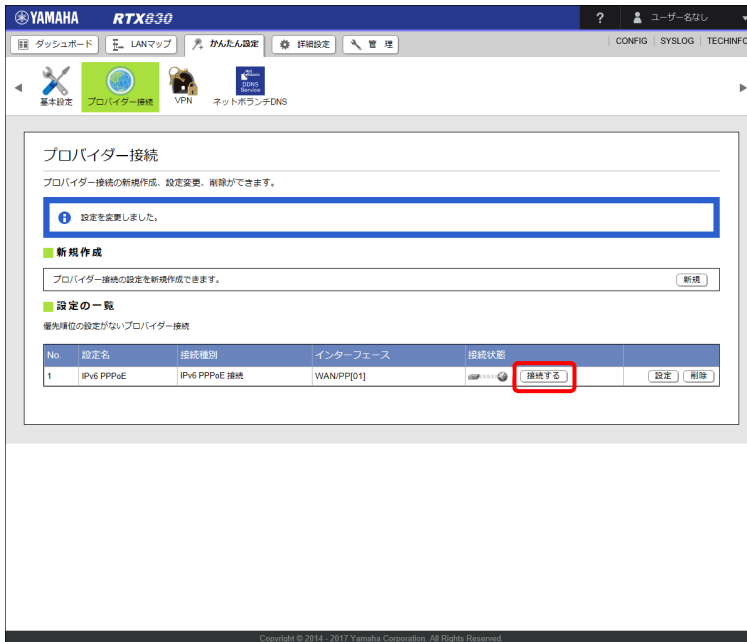 YAMAHA RTX830 ? ユーザー名なし
ダッシュボード LANマップ かんたん設定 詳細設定 管 理 CONFIG SYSLOG TECHINFO
基本設定 プロバイダー接続 VPN ネットボランチDNS
DDNS
Service
プロバイダー接続
プロバイダー接続の新規作成、設定変更、削除ができます。
設定を変更しました。
新規作成
プロバイダー接続の設定を新規作成できます。 新規
設定の一覧
優先順位の設定がないプロバイダー接続
No. 設定名 接続種別 インターフェース 接続状態
1 IPv6 PPPoE IPv6 PPPoE 接続 WAN/PP[01] 接続する 設定 削除
Copyright © 2014 - 2017 Yamaha Corporation. All Rights Reserved.